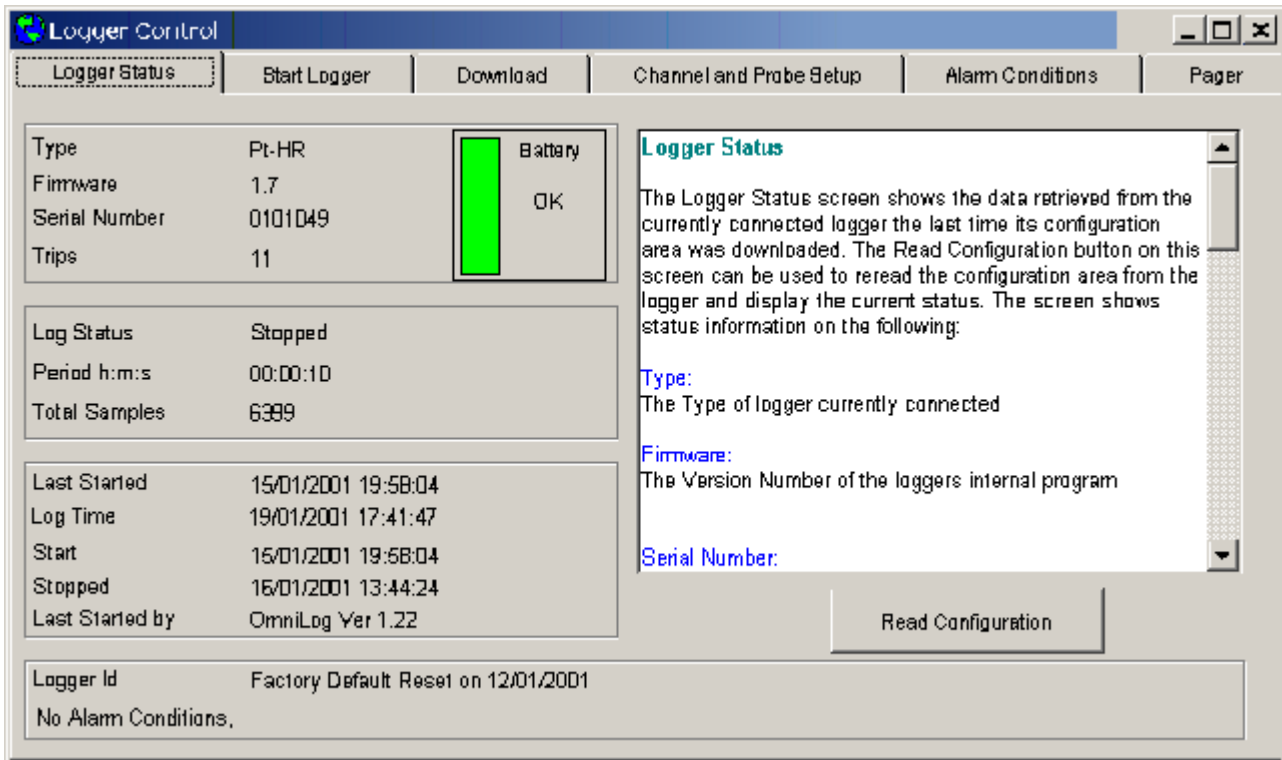 Logger Control
Logger Status
Start Logger
Download
Channel and Probe Setup
Alarm Conditions
Pager
Type Pt-HR
Firmware 1.7
Serial Number 0101049
Trips 11
Battery
OK
Log Status Stopped
Period h:m:s 00:00:10
Total Samples 6399
Last Started 15/01/2001 19:58:04
Log Time 19/01/2001 17:41:47
Start 15/01/2001 19:58:04
Stopped 16/01/2001 13:44:24
Last Started by OmniLog Ver 1.22
Logger Status
The Logger Status screen shows the data retrieved from the
currently connected logger the last time its configuration
area was downloaded. The Read Configuration button on this
screen can be used to reread the configuration area from the
logger and display the current status. The screen shows
status information on the following:
Type:
The Type of logger currently connected
Firmware:
The Version Number of the loggers internal program
Serial Number:
Read Configuration
Logger Id Factory Default Reset on 12/01/2001
No Alarm Conditions,